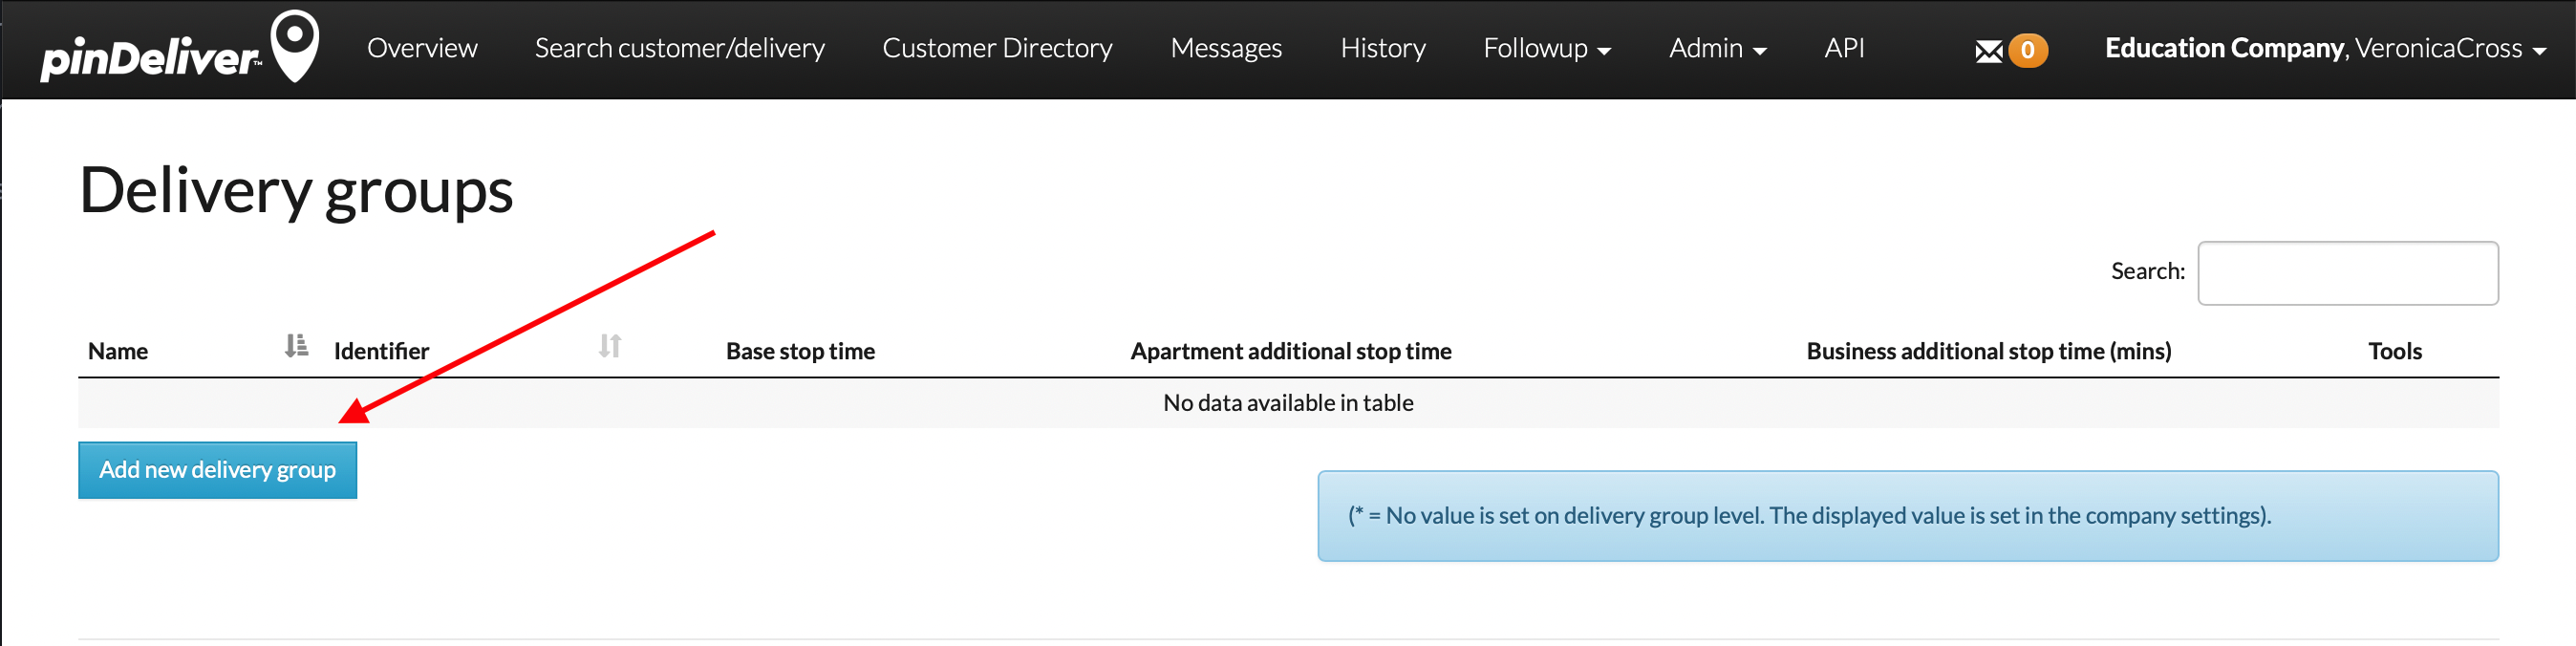 pinDeliver™ Overview Search customer/delivery Customer Directory Messages History Followup Admin API 0 Education Company, VeronicaCross
Delivery groups
Search:
Name Identifier Base stop time Apartment additional stop time Business additional stop time (mins) Tools
No data available in table
Add new delivery group
(* = No value is set on delivery group level. The displayed value is set in the company settings).